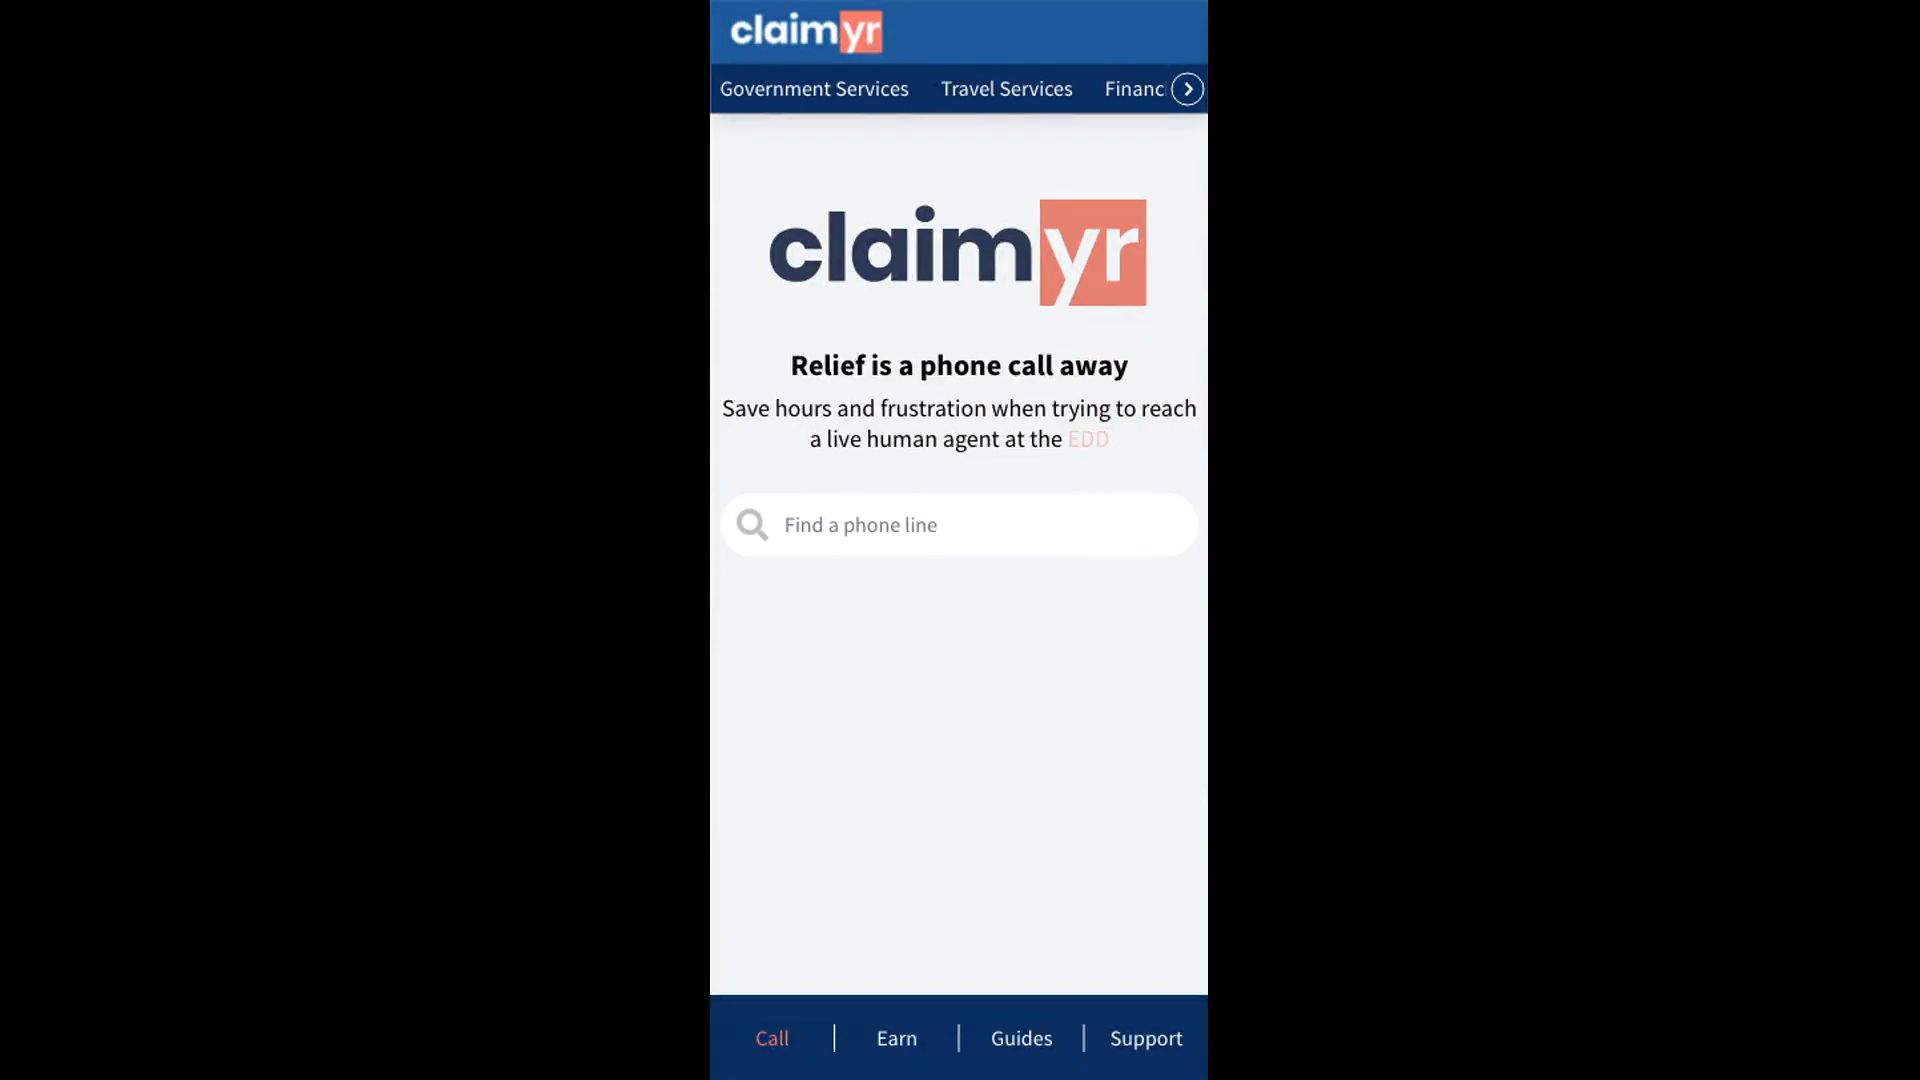 claimyr
Government Services Travel Services Financ
claimyr
Relief is a phone call away
Save hours and frustration when trying to reach
a live human agent at the EDD
Find a phone line
Call Earn Guides Support